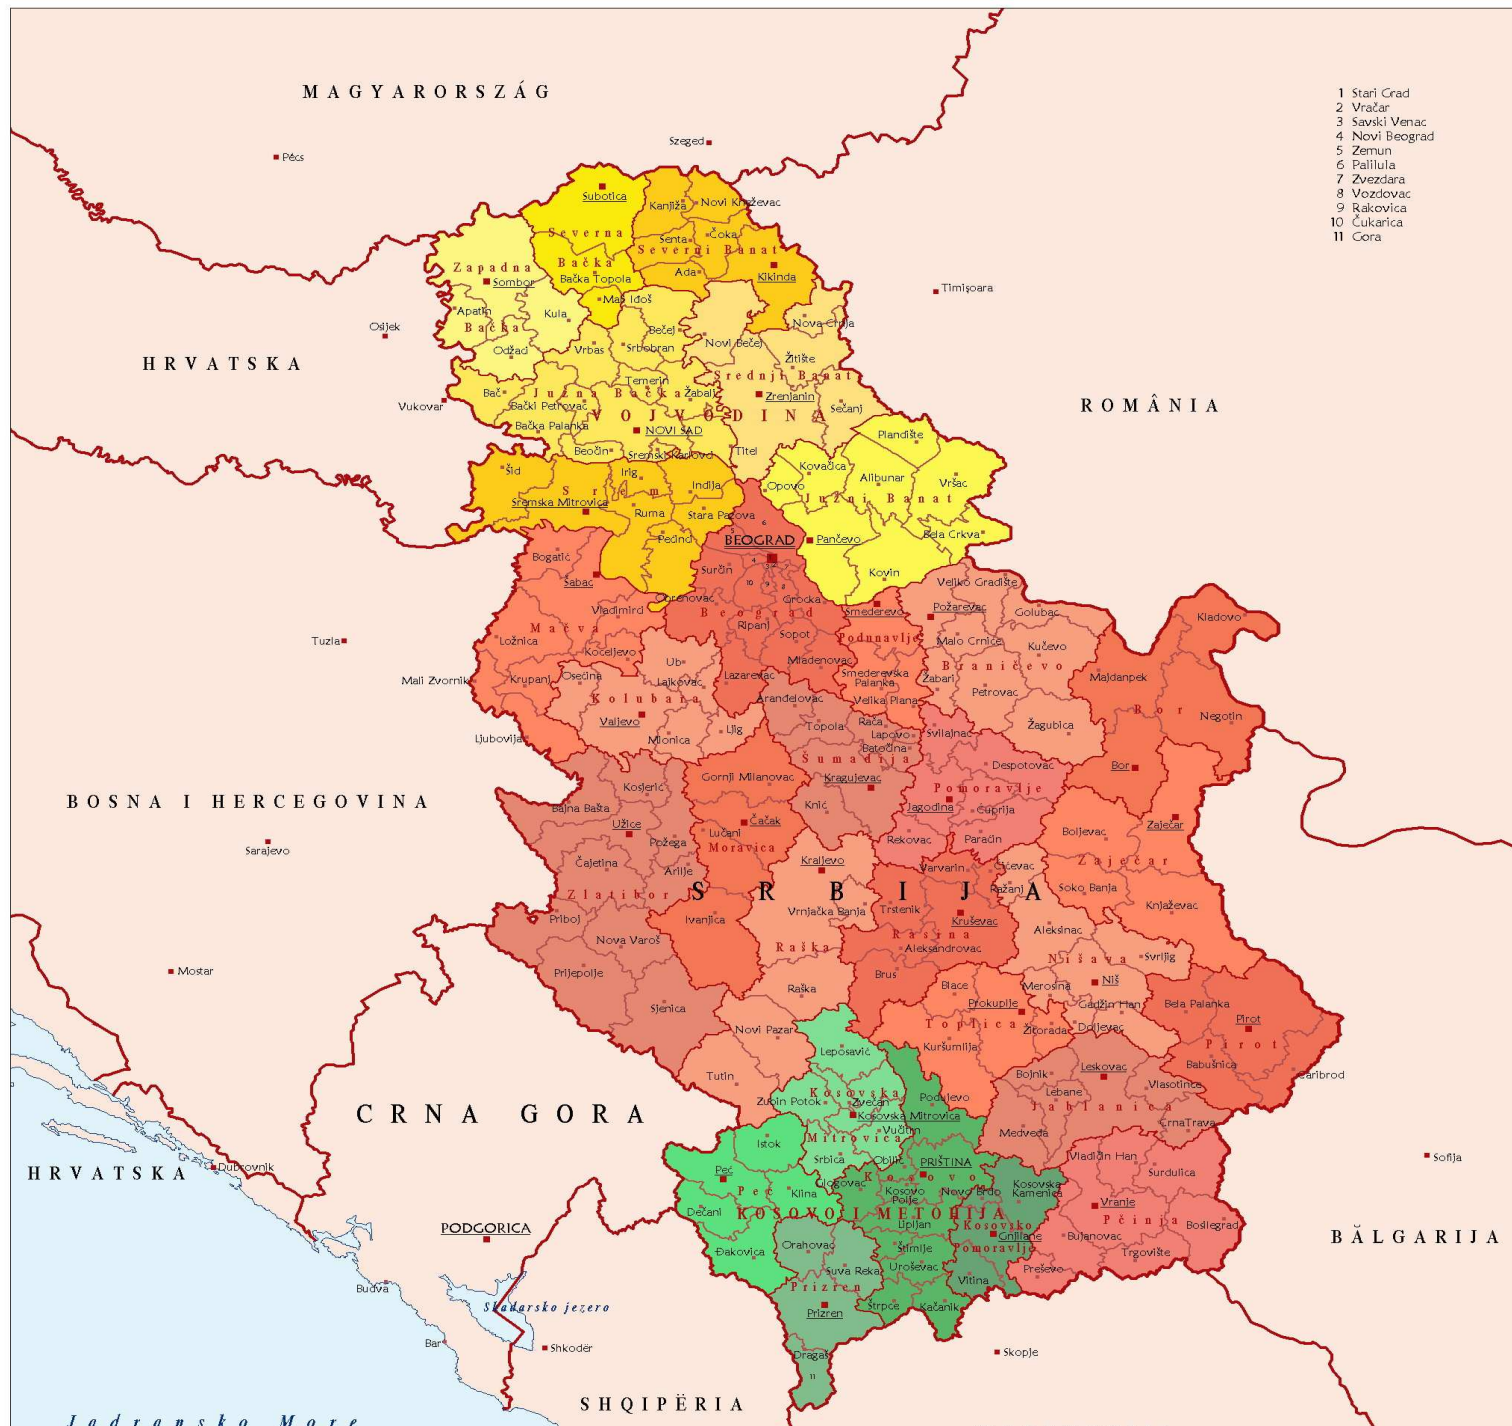 MAGYARORSZÁG
1 Stari Grad
2 Vračar
3 Savski Venac
4 Novi Beograd
5 Zemun
6 Palilula
7 Zvezdara
8 Vozdovac
9 Rakovica
10 Čukarica
11 Gora
Szeged
Pécs
Subotica
Kanjiža
Novi Kneževac
Severna
Senta
Čoka
Severni Banat
Zapadna
Bačka
Ada
Kikinda
Sombor
Bačka Topola
Timişoara
Mali Iđoš
Apatin
Kula
Bačka
Nova Crnja
Osijek
Bečej
Novi Bečej
Odžaci
Vrbas
Srbobran
Žitište
HRVATSKA
Srednji Banat
Temerin
Bač
Južna Bačka
Žabalj
Zrenjanin
Sečanj
Vukovar
Bački Petrovac
VOJVODINA
ROMÂNIA
Bačka Palanka
NOVI SAD
Plandište
Beočin
Sremski Karlovci
Titel
Kovačica
Šid
Irig
Alibunar
Vršac
Srem
Inđija
Opovo
Južni Banat
Sremska Mitrovica
Ruma
Stara Pazova
6
5
Pećinci
BEOGRAD
Pančevo
Bela Crkva
Bogatić
4
Surčin
Kovin
Šabac
10
9
8
Veliko Gradište
Obrenovac
Grocka
Vladimirci
Beograd
Smederevo
Požarevac
Golubac
Kladovo
Mačva
Ripanj
Sopot
Podunavlje
Malo Crniće
Kučevo
Ložnica
Koceljevo
Tuzla
Ub
Mladenovac
Braničevo
Mali Zvornik
Krupanj
Osečina
Lajkovac
Lazarevac
Smederevska
Palanka
Žabari
Majdanpek
Kolubara
Aranđelovac
Velika Plana
Petrovac
Bor
Valjevo
Ljig
Topola
Rača
Žagubica
Negotin
Ljubovija
Mionica
Lapovo
Svilajnac
Batočina
Šumadija
Despotovac
Bor
Gornji Milanovac
Kragujevac
Kosjerić
Pomoravlje
BOSNA I HERCEGOVINA
Bajna Bašta
Knić
Jagodina
Ćuprija
Užice
Lučani
Čačak
Boljevac
Zaječar
Sarajevo
Požega
Moravica
Rekovac
Paraćin
Čajetina
Arilje
Kraljevo
Varvarin
Ćićevac
Zaječar
Zlatibor
SRBIJA
Ražanj
Soko Banja
Priboj
Ivanjica
Vrnjačka Banja
Trstenik
Kruševac
Knjaževac
Nova Varoš
Raška
Rasina
Aleksinac
Aleksandrovac
Mostar
Prijepolje
Brus
Nišava
Svrljig
Raška
Blace
Merošina
Niš
Sjenica
Prokuplje
Gadžin Han
Bela Palanka
Novi Pazar
Toplica
Žitorađa
Doljevac
Pirot
Kuršumlija
Pirot
Leposavić
Babušnica
Tutin
Bojnik
Leskovac
Caribrod
Kosovska
Lebane
Vlasotince
Zubin Potok
Zvečan
Podujevo
Jablanica
CRNA GORA
Kosovska Mitrovica
Crna Trava
Mitrovica
Vučitrn
Medveđa
Istok
HRVATSKA
Dubrovnik
Srbica
Obilić
PRIŠTINA
Vladičin Han
Sofija
Peć
Surdulica
Glogovac
Kosovo
Peć
Klina
Kosovo
Polje
Novo Brdo
Kosovska
Kamenica
Vranje
Dečani
KOSOVO I METOHIJA
Pčinja
PODGORICA
Lipljan
Kosovsko
Bosilegrad
Gnjilane
Bujanovac
BĂLGARIJA
Đakovica
Orahovac
Štimlje
Pomoravlje
Trgovište
Suva Reka
Uroševac
Vitina
Preševo
Budva
Prizren
Skadarsko jezero
Prizren
Štrpce
Kačanik
Bar
Shkodër
Dragaš
Skopje
11
SHQIPËRIA
Jadransko More